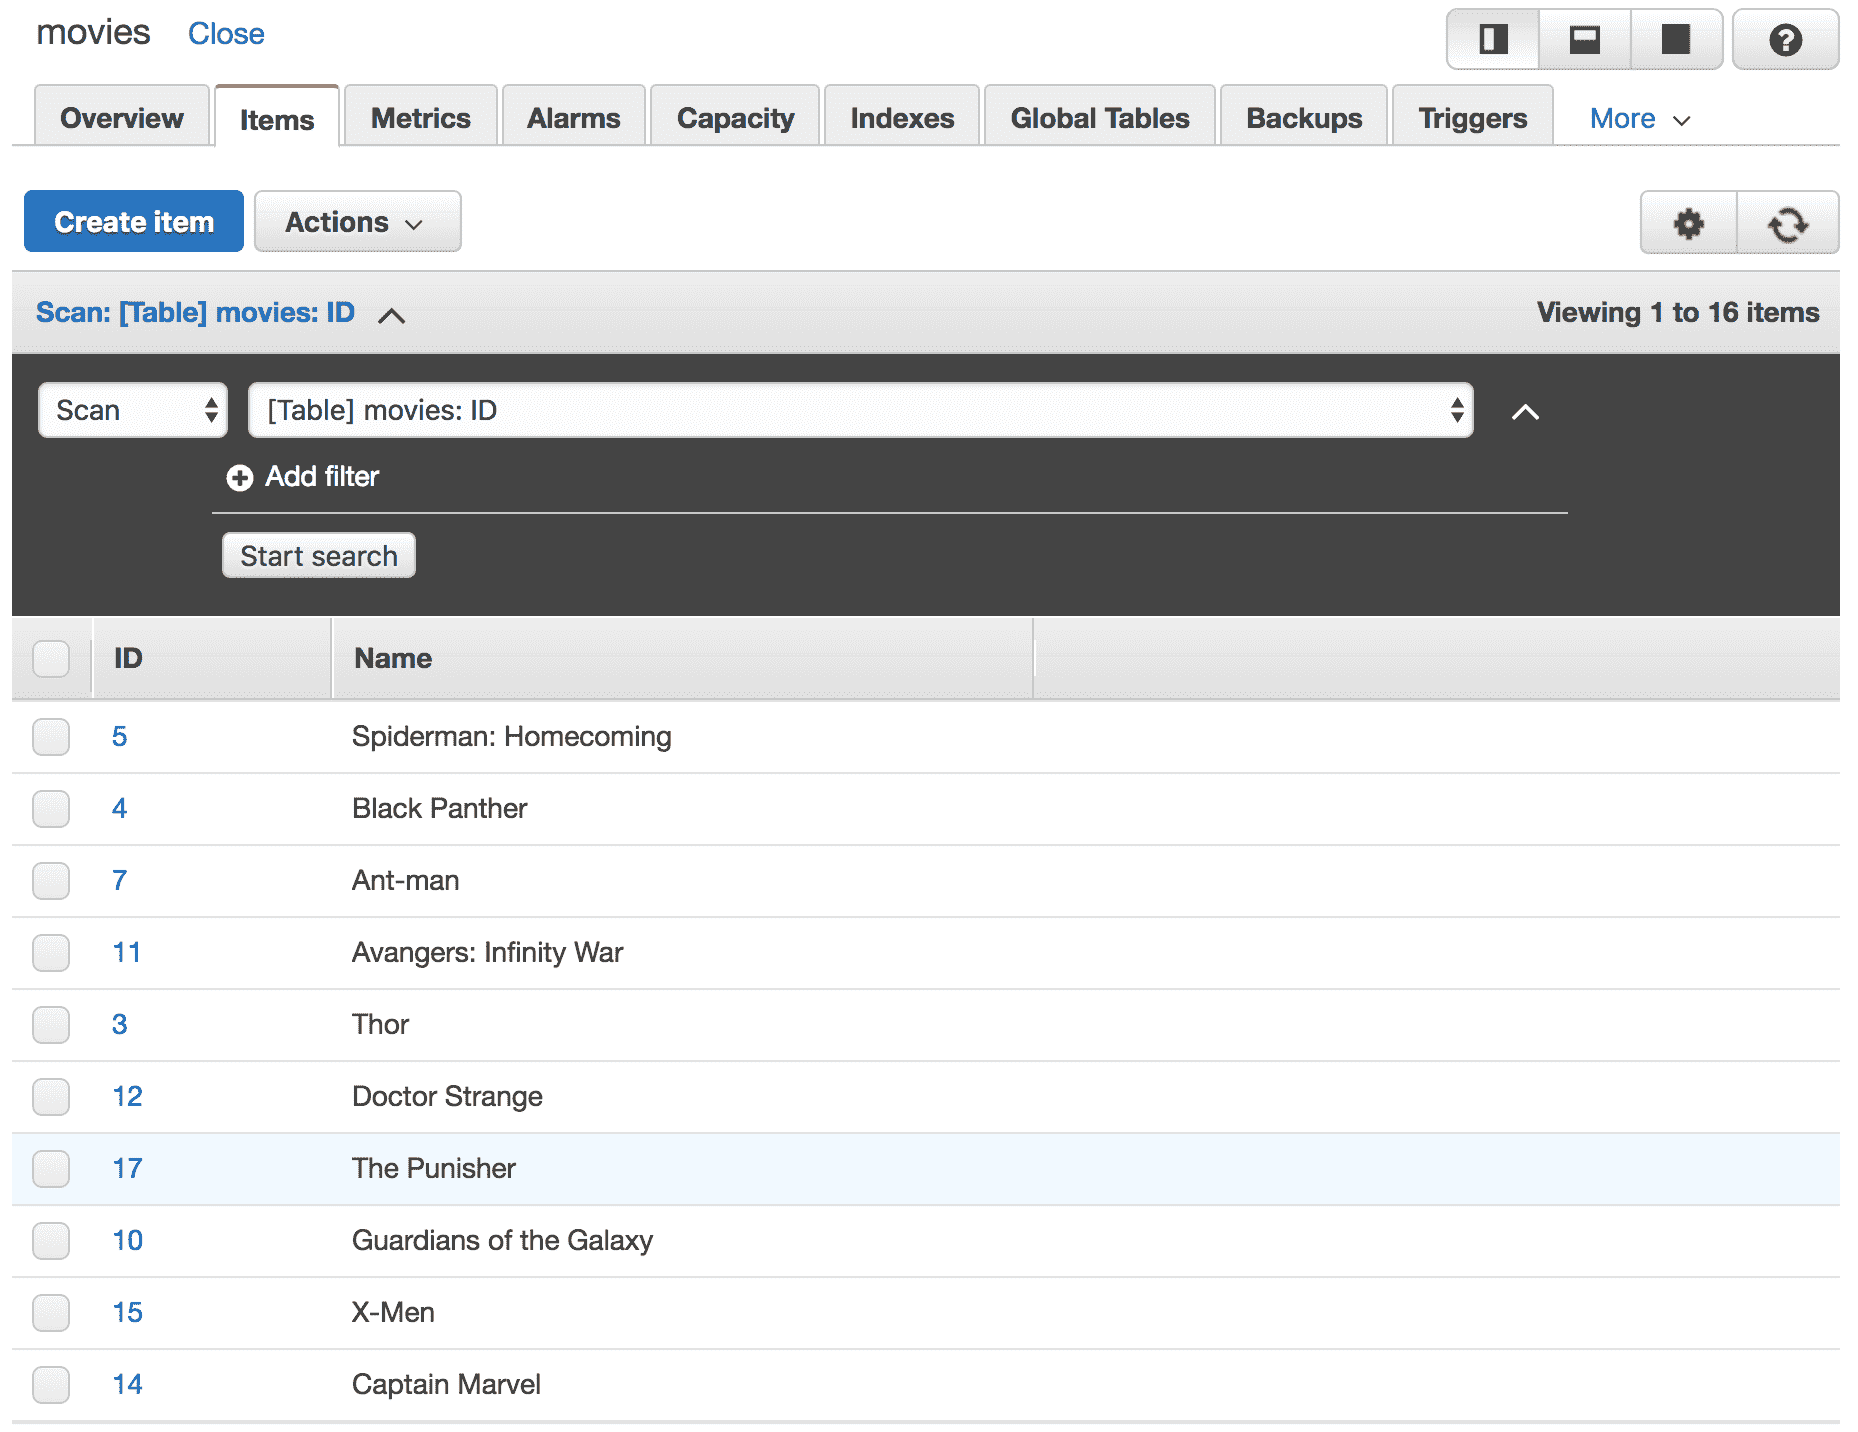 movies Close
Overview Items Metrics Alarms Capacity Indexes Global Tables Backups Triggers More
Create item Actions
Scan: [Table] movies: ID Viewing 1 to 16 items
Scan [Table] movies: ID
Add filter
Start search
ID Name
5 Spiderman: Homecoming
4 Black Panther
7 Ant-man
11 Avangers: Infinity War
3 Thor
12 Doctor Strange
17 The Punisher
10 Guardians of the Galaxy
15 X-Men
14 Captain Marvel